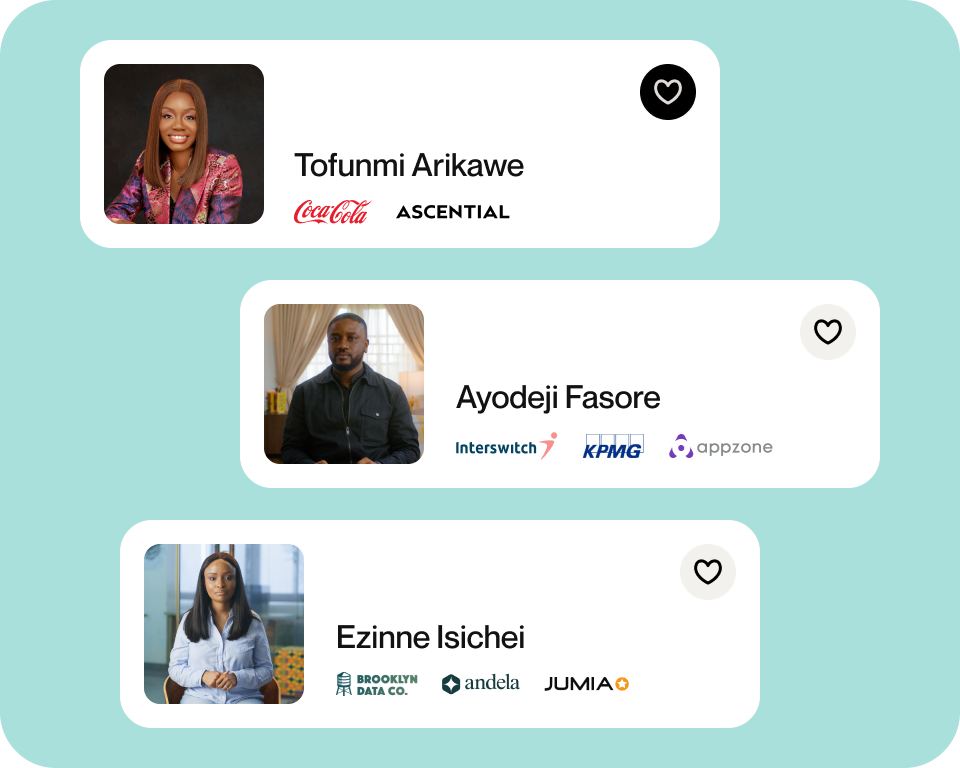 Tofunmi Arikawe
Coca-Cola ASCENTIAL
Ayodeji Fasore
Interswitch KPMG appzone
Ezinne Isichei
BROOKLYN
DATA CO. andela JUMIA